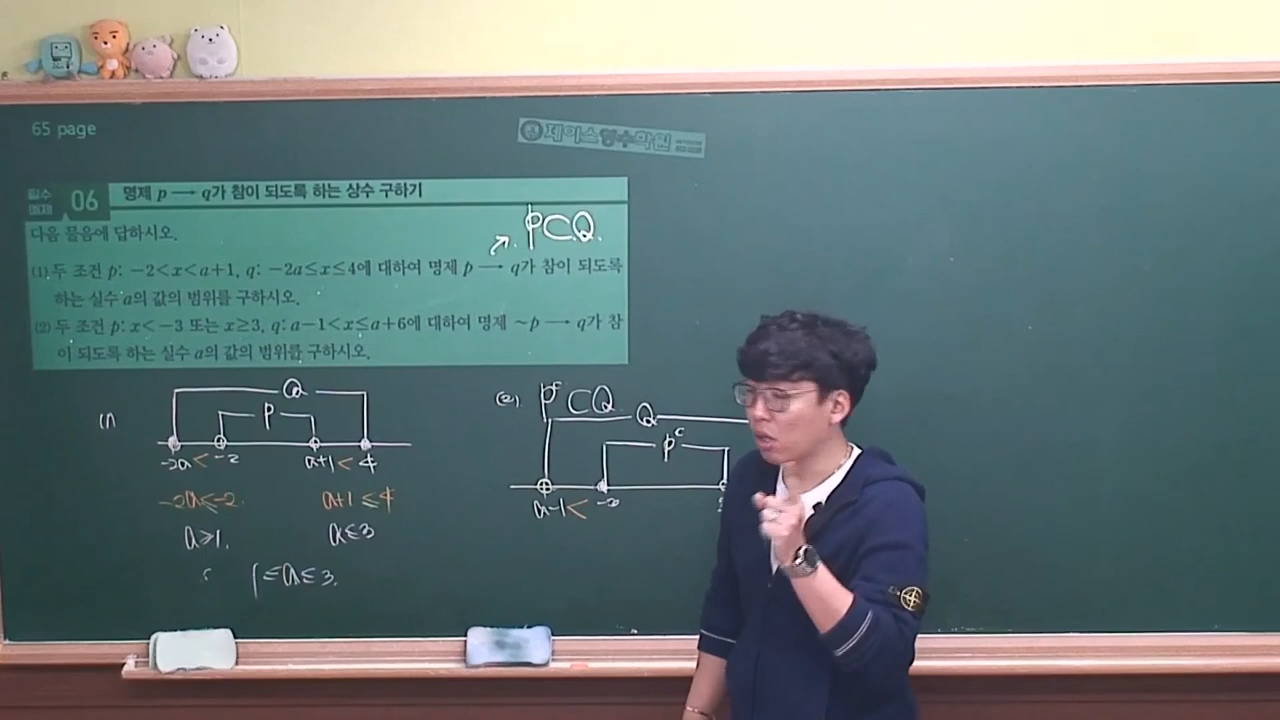 65 page
제이스영수학원
필수 예제 06 명제 p → q가 참이 되도록 하는 상수 구하기
다음 물음에 답하시오.
P⊂Q.
(1) 두 조건 p: −2<x<a+1, q: −2a≤x≤4에 대하여 명제 p → q가 참이 되도록
하는 실수 a의 값의 범위를 구하시오.
(2) 두 조건 p: x<−3 또는 x≥3, q: a−1<x≤a+6에 대하여 명제 ~p → q가 참
이 되도록 하는 실수 a의 값의 범위를 구하시오.
(1)
Q
P
-2a < -2 a+1 < 4
-2a≤-2. a+1 ≤4
a≥1. a≤3
1≤a≤3.
(2) Pᶜ⊂Q
Q
Pᶜ
a-1 < -3